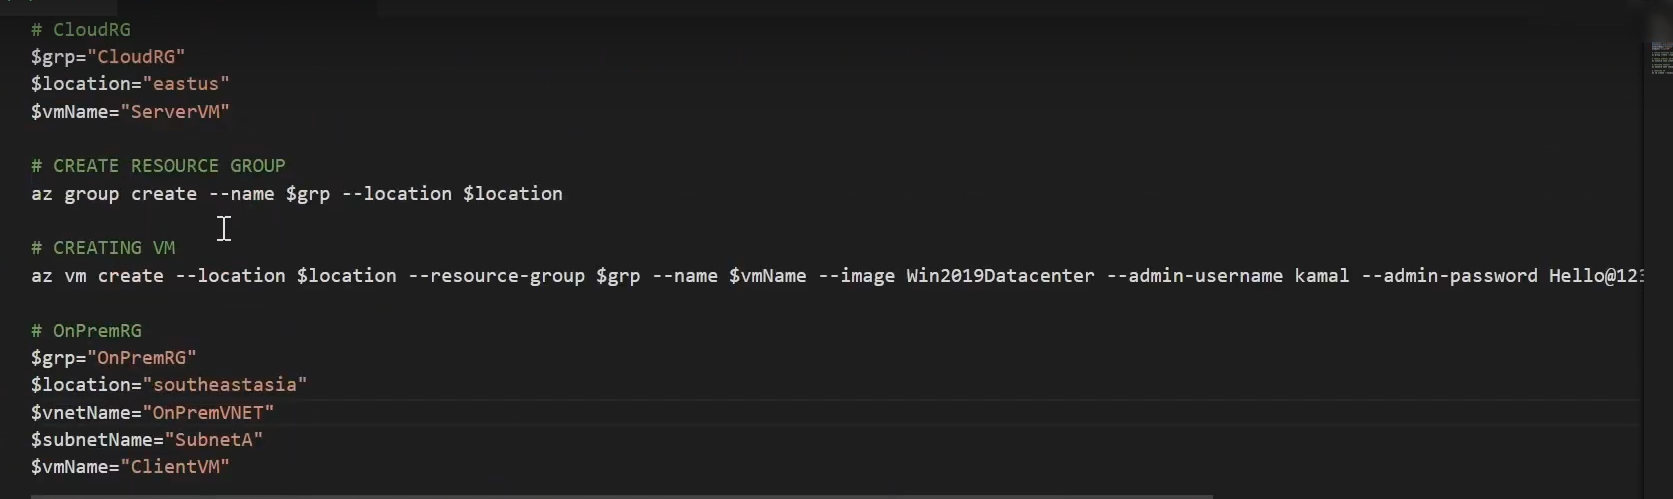 # CloudRG
$grp="CloudRG"
$location="eastus"
$vmName="ServerVM"
# CREATE RESOURCE GROUP
az group create --name $grp --location $location
# CREATING VM
az vm create --location $location --resource-group $grp --name $vmName --image Win2019Datacenter --admin-username kamal --admin-password Hello@123
# OnPremRG
$grp="OnPremRG"
$location="southeastasia"
$vnetName="OnPremVNET"
$subnetName="SubnetA"
$vmName="ClientVM"